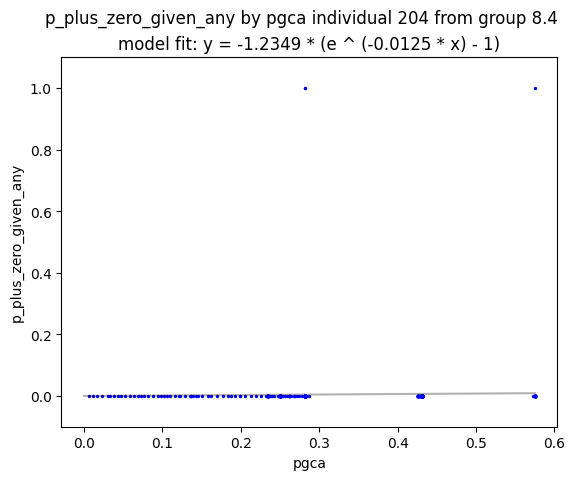 p_plus_zero_given_any by pgca individual 204 from group 8.4
model fit: y = -1.2349 * (e ^ (-0.0125 * x) - 1)
1.0
0.8
0.6
0.4
0.2
0.0
p_plus_zero_given_any
0.0 0.1 0.2 0.3 0.4 0.5 0.6
pgca